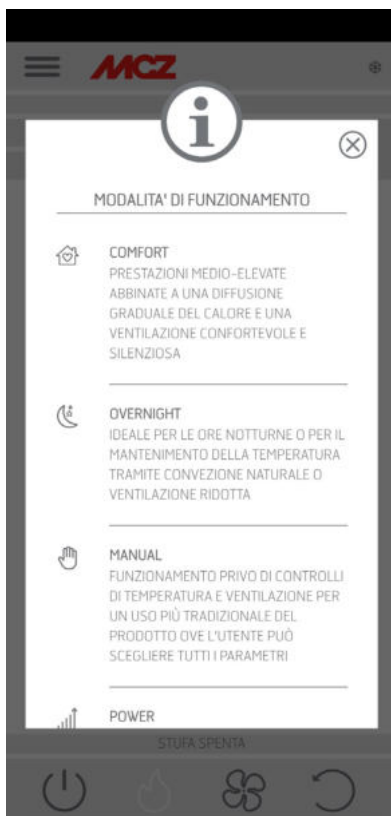 MCZ
MODALITA' DI FUNZIONAMENTO
COMFORT
PRESTAZIONI MEDIO-ELEVATE
ABBINATE A UNA DIFFUSIONE
GRADUALE DEL CALORE E UNA
VENTILAZIONE CONFORTEVOLE E
SILENZIOSA
OVERNIGHT
IDEALE PER LE ORE NOTTURNE O PER IL
MANTENIMENTO DELLA TEMPERATURA
TRAMITE CONVEZIONE NATURALE O
VENTILAZIONE RIDOTTA
MANUAL
FUNZIONAMENTO PRIVO DI CONTROLLI
DI TEMPERATURA E VENTILAZIONE PER
UN USO PIÙ TRADIZIONALE DEL
PRODOTTO OVE L'UTENTE PUÒ
SCEGLIERE TUTTI I PARAMETRI
POWER
STUFA SPENTA